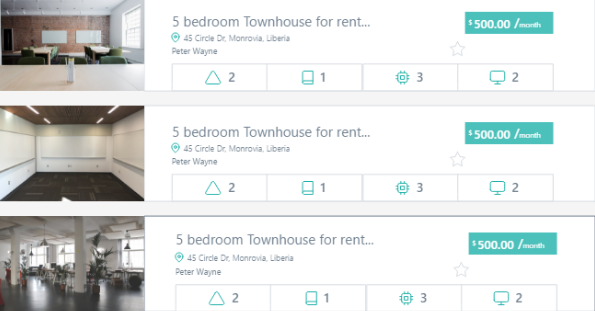 5 bedroom Townhouse for rent...
$500.00 /month
45 Circle Dr, Monrovia, Liberia
Peter Wayne
2 1 3 2
5 bedroom Townhouse for rent...
$500.00 /month
45 Circle Dr, Monrovia, Liberia
Peter Wayne
2 1 3 2
5 bedroom Townhouse for rent...
$500.00 /month
45 Circle Dr, Monrovia, Liberia
Peter Wayne
2 1 3 2